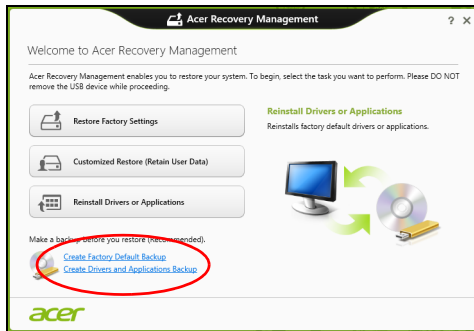 Acer Recovery Management
? X
Welcome to Acer Recovery Management
Acer Recovery Management enables you to restore your system. To begin, select the task you want to perform. Please DO NOT
remove the USB device while proceeding.
Restore Factory Settings
Customized Restore (Retain User Data)
Reinstall Drivers or Applications
Reinstall Drivers or Applications
Reinstalls factory default drivers or applications.
Make a backup before you restore (Recommended).
Create Factory Default Backup
Create Drivers and Applications Backup
acer